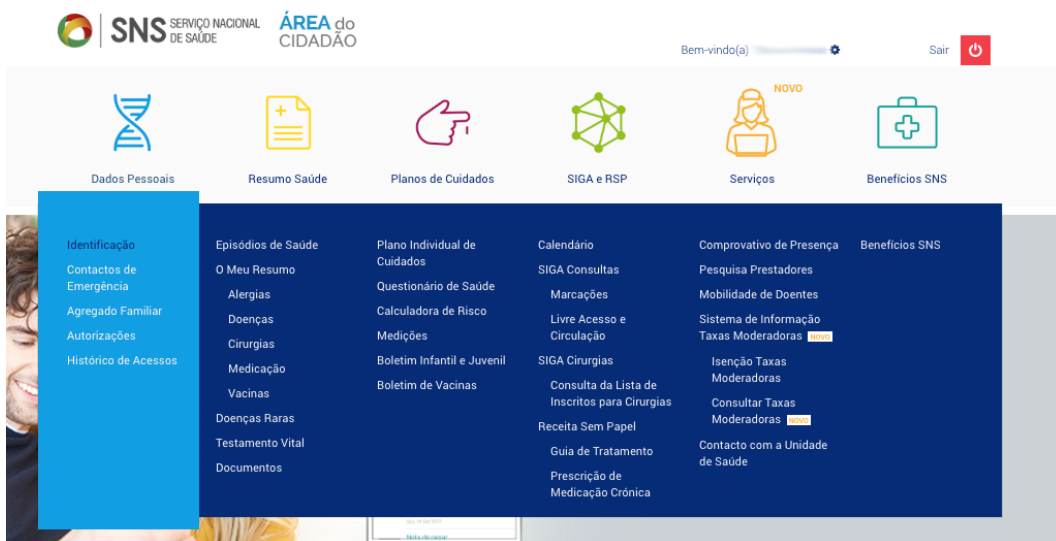 SNS SERVIÇO NACIONAL
DE SAÚDE
ÁREA do
CIDADÃO
Bem-vindo(a)
Sair
NOVO
Dados Pessoais
Resumo Saúde
Planos de Cuidados
SIGA e RSP
Serviços
Benefícios SNS
Identificação
Contactos de
Emergência
Agregado Familiar
Autorizações
Histórico de Acessos
Episódios de Saúde
O Meu Resumo
Alergias
Doenças
Cirurgias
Medicação
Vacinas
Doenças Raras
Testamento Vital
Documentos
Plano Individual de
Cuidados
Questionário de Saúde
Calculadora de Risco
Medições
Boletim Infantil e Juvenil
Boletim de Vacinas
Calendário
SIGA Consultas
Marcações
Livre Acesso e
Circulação
SIGA Cirurgias
Consulta da Lista de
Inscritos para Cirurgias
Receita Sem Papel
Guia de Tratamento
Prescrição de
Medicação Crónica
Comprovativo de Presença
Pesquisa Prestadores
Mobilidade de Doentes
Sistema de Informação
Taxas Moderadoras NOVO
Isenção Taxas
Moderadoras
Consultar Taxas
Moderadoras NOVO
Contacto com a Unidade
de Saúde
Benefícios SNS